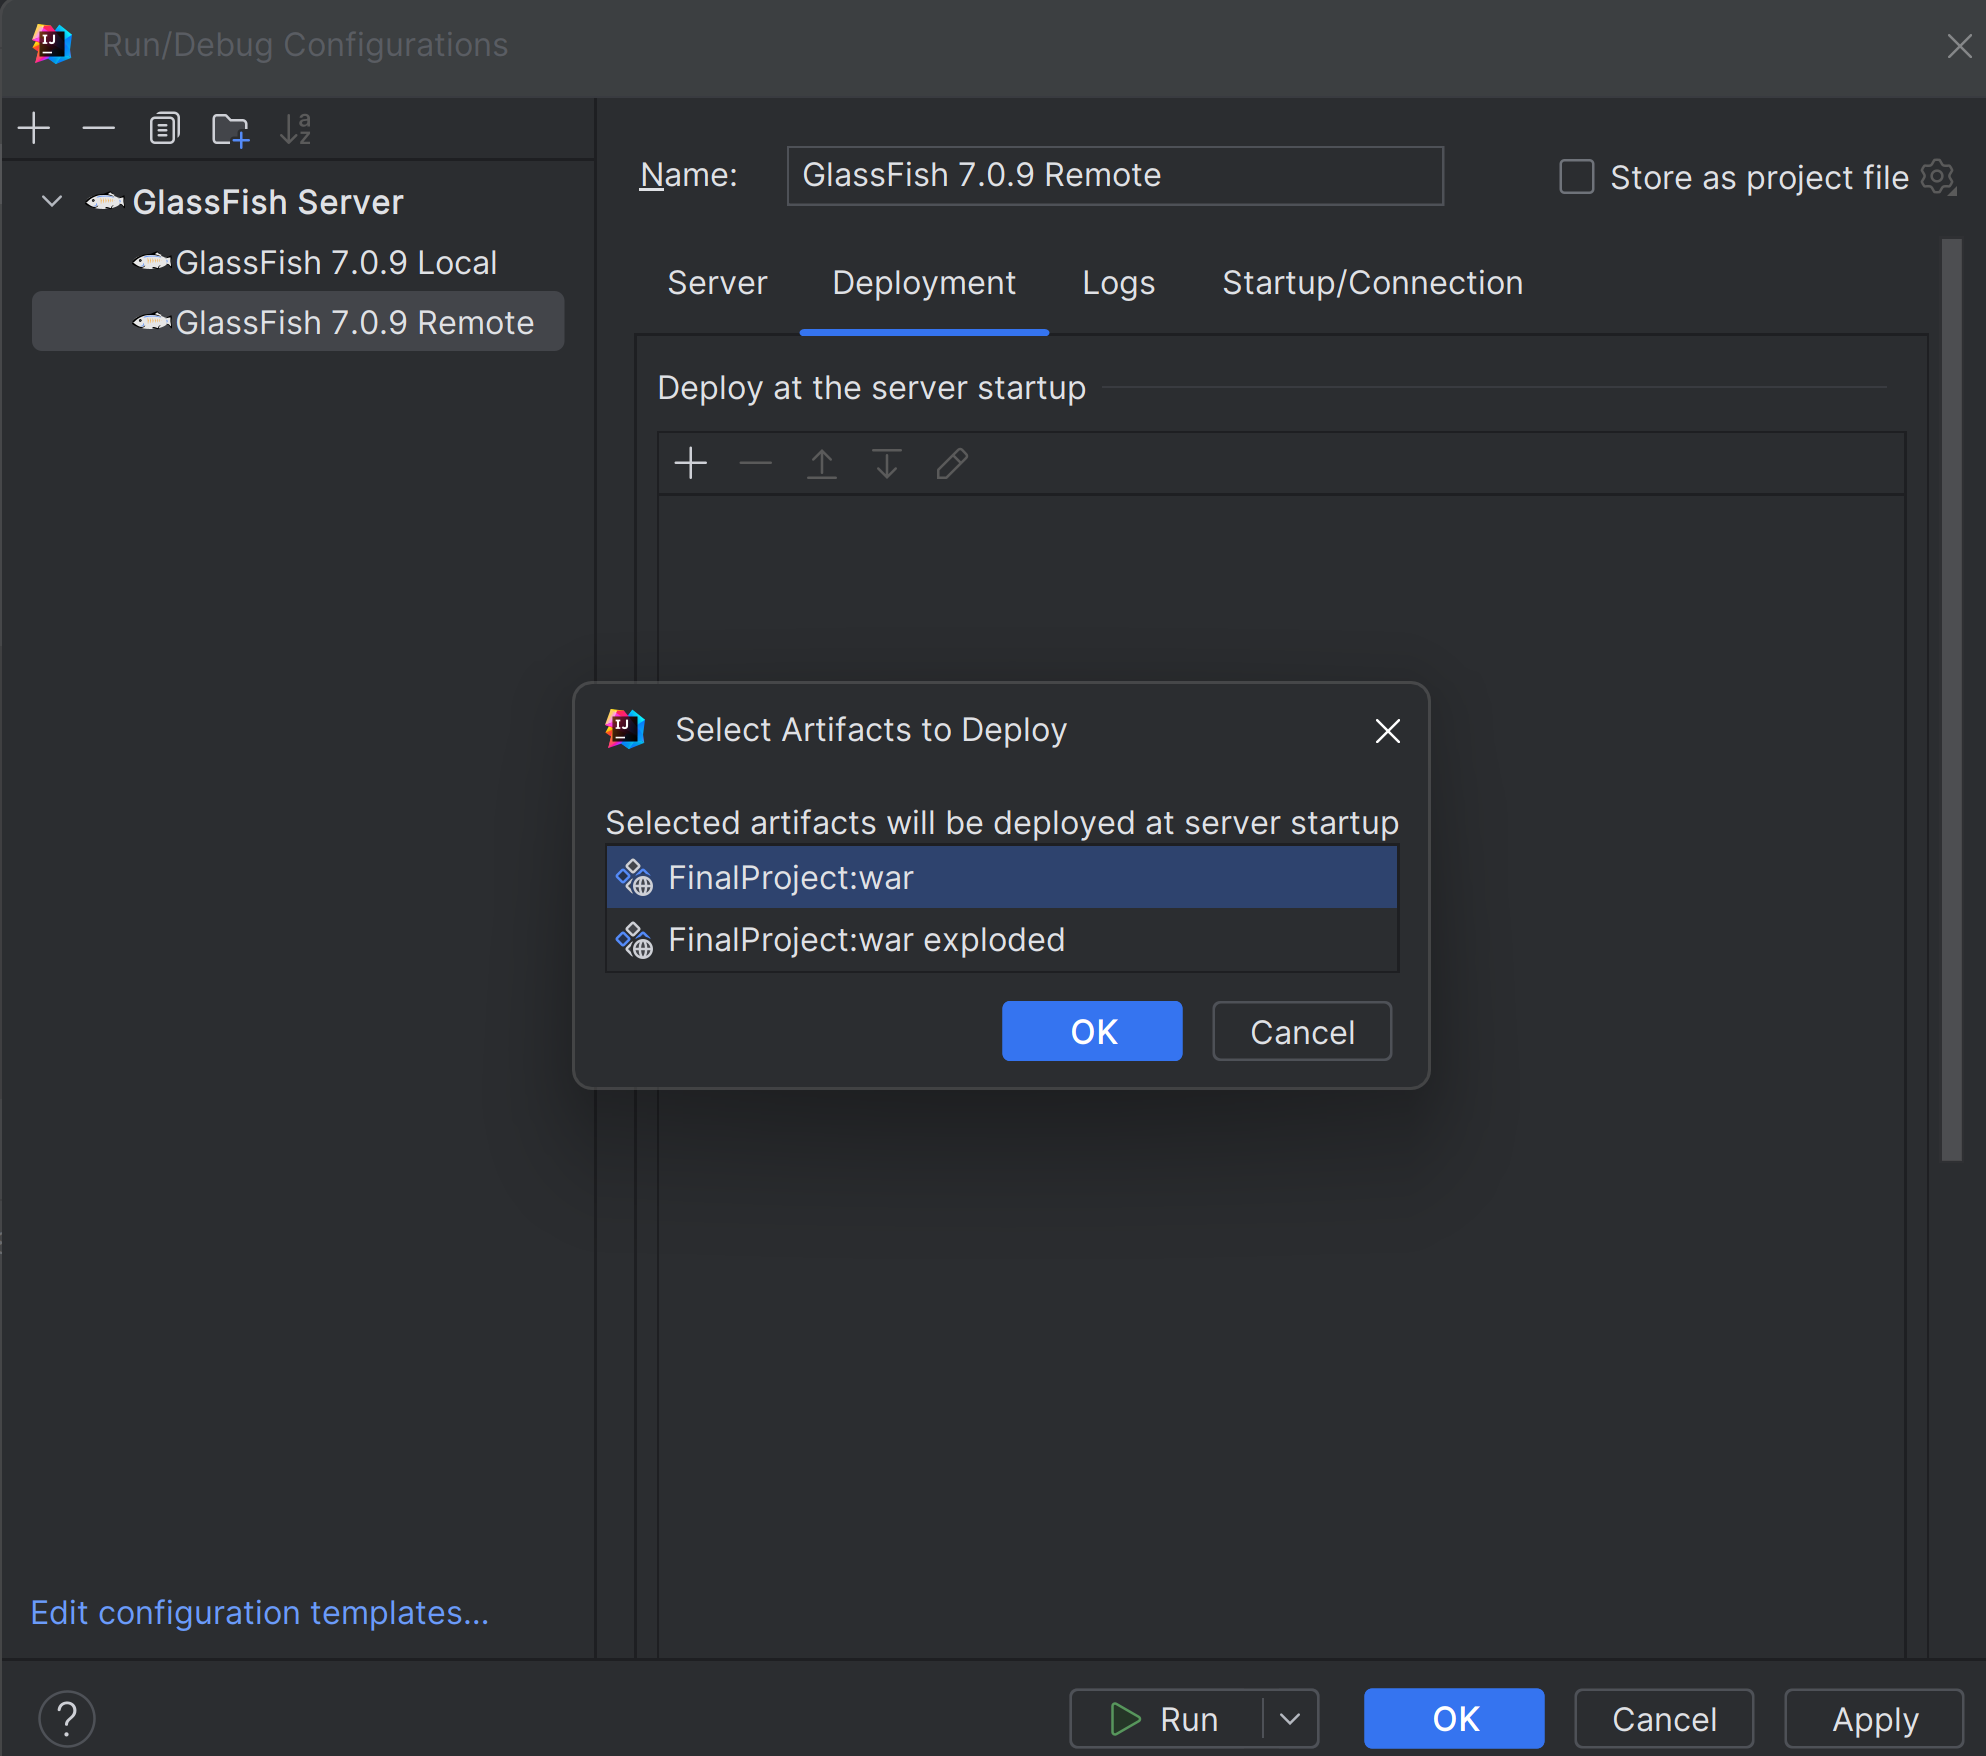 Run/Debug Configurations
Name: GlassFish 7.0.9 Remote
Store as project file
GlassFish Server
GlassFish 7.0.9 Local
GlassFish 7.0.9 Remote
Server Deployment Logs Startup/Connection
Deploy at the server startup
Select Artifacts to Deploy
Selected artifacts will be deployed at server startup
FinalProject:war
FinalProject:war exploded
OK Cancel
Edit configuration templates...
? Run OK Cancel Apply